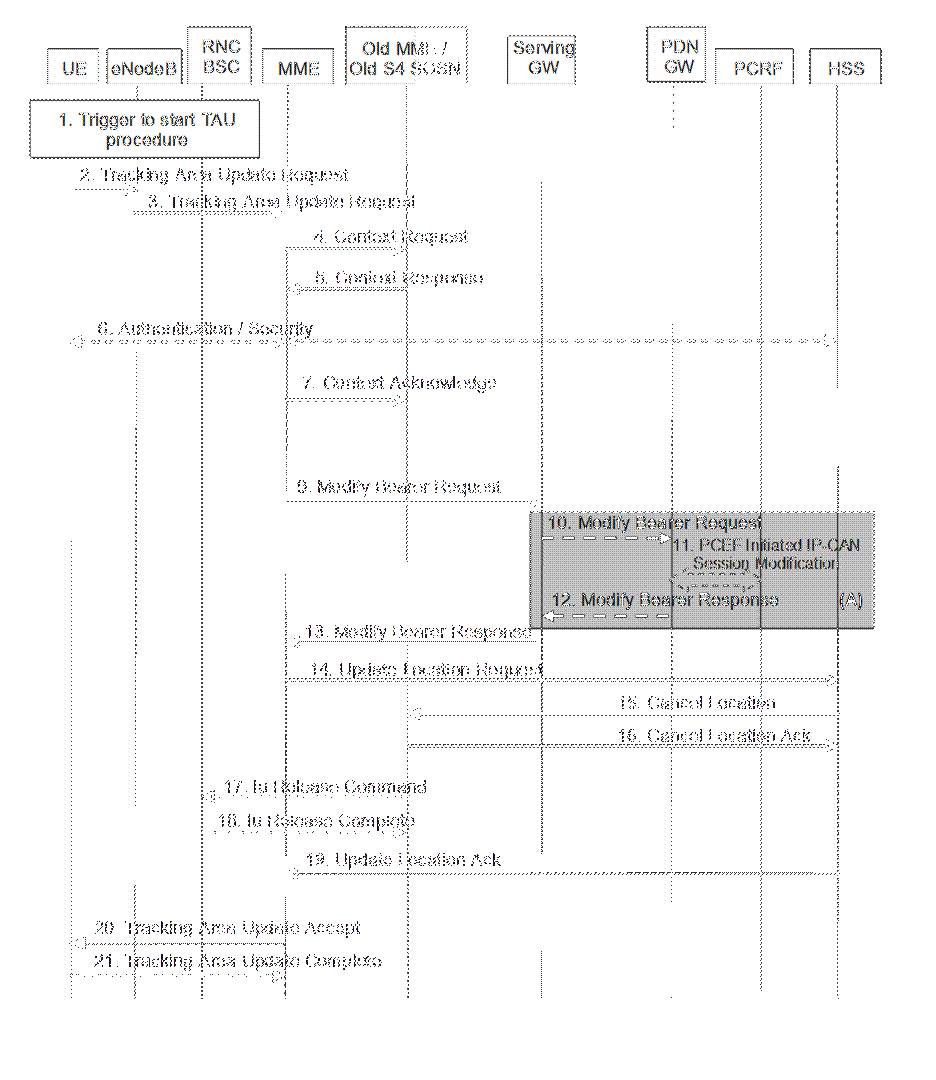 UE
eNodeB
RNC
BSC
MME
Old MME /
Old S4 SGSN
Serving
GW
PDN
GW
PCRF
HSS
1. Trigger to start TAU
procedure
2. Tracking Area Update Request
3. Tracking Area Update Request
4. Context Request
5. Context Response
6. Authentication / Security
7. Context Acknowledge
9. Modify Bearer Request
10. Modify Bearer Request
11. PCEF Initiated IP-CAN
Session Modification
12. Modify Bearer Response (A)
13. Modify Bearer Response
14. Update Location Request
15. Cancel Location
16. Cancel Location Ack
17. Iu Release Command
18. Iu Release Complete
19. Update Location Ack
20. Tracking Area Update Accept
21. Tracking Area Update Complete